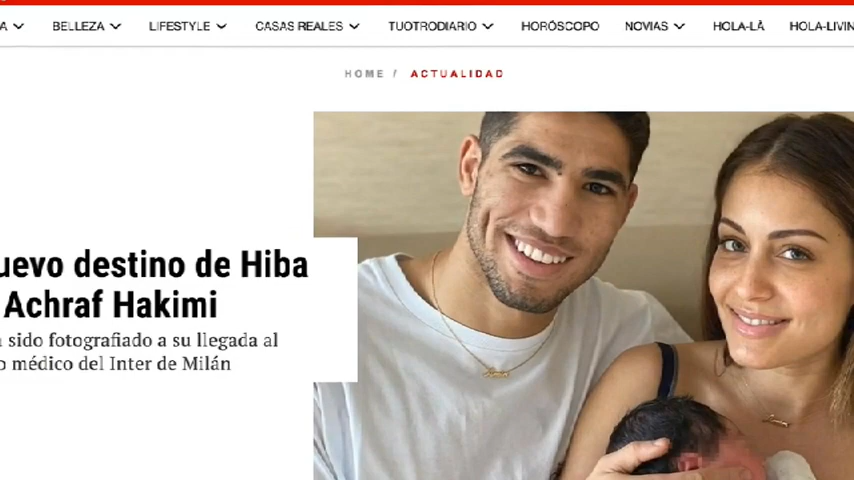 A
BELLEZA
LIFESTYLE
CASAS REALES
TUOTRODIARIO
HORÓSCOPO
NOVIAS
HOLA-LÀ
HOLA-LIVIN
HOME / ACTUALIDAD
uevo destino de Hiba
Achraf Hakimi
sido fotografiado a su llegada al
o médico del Inter de Milán